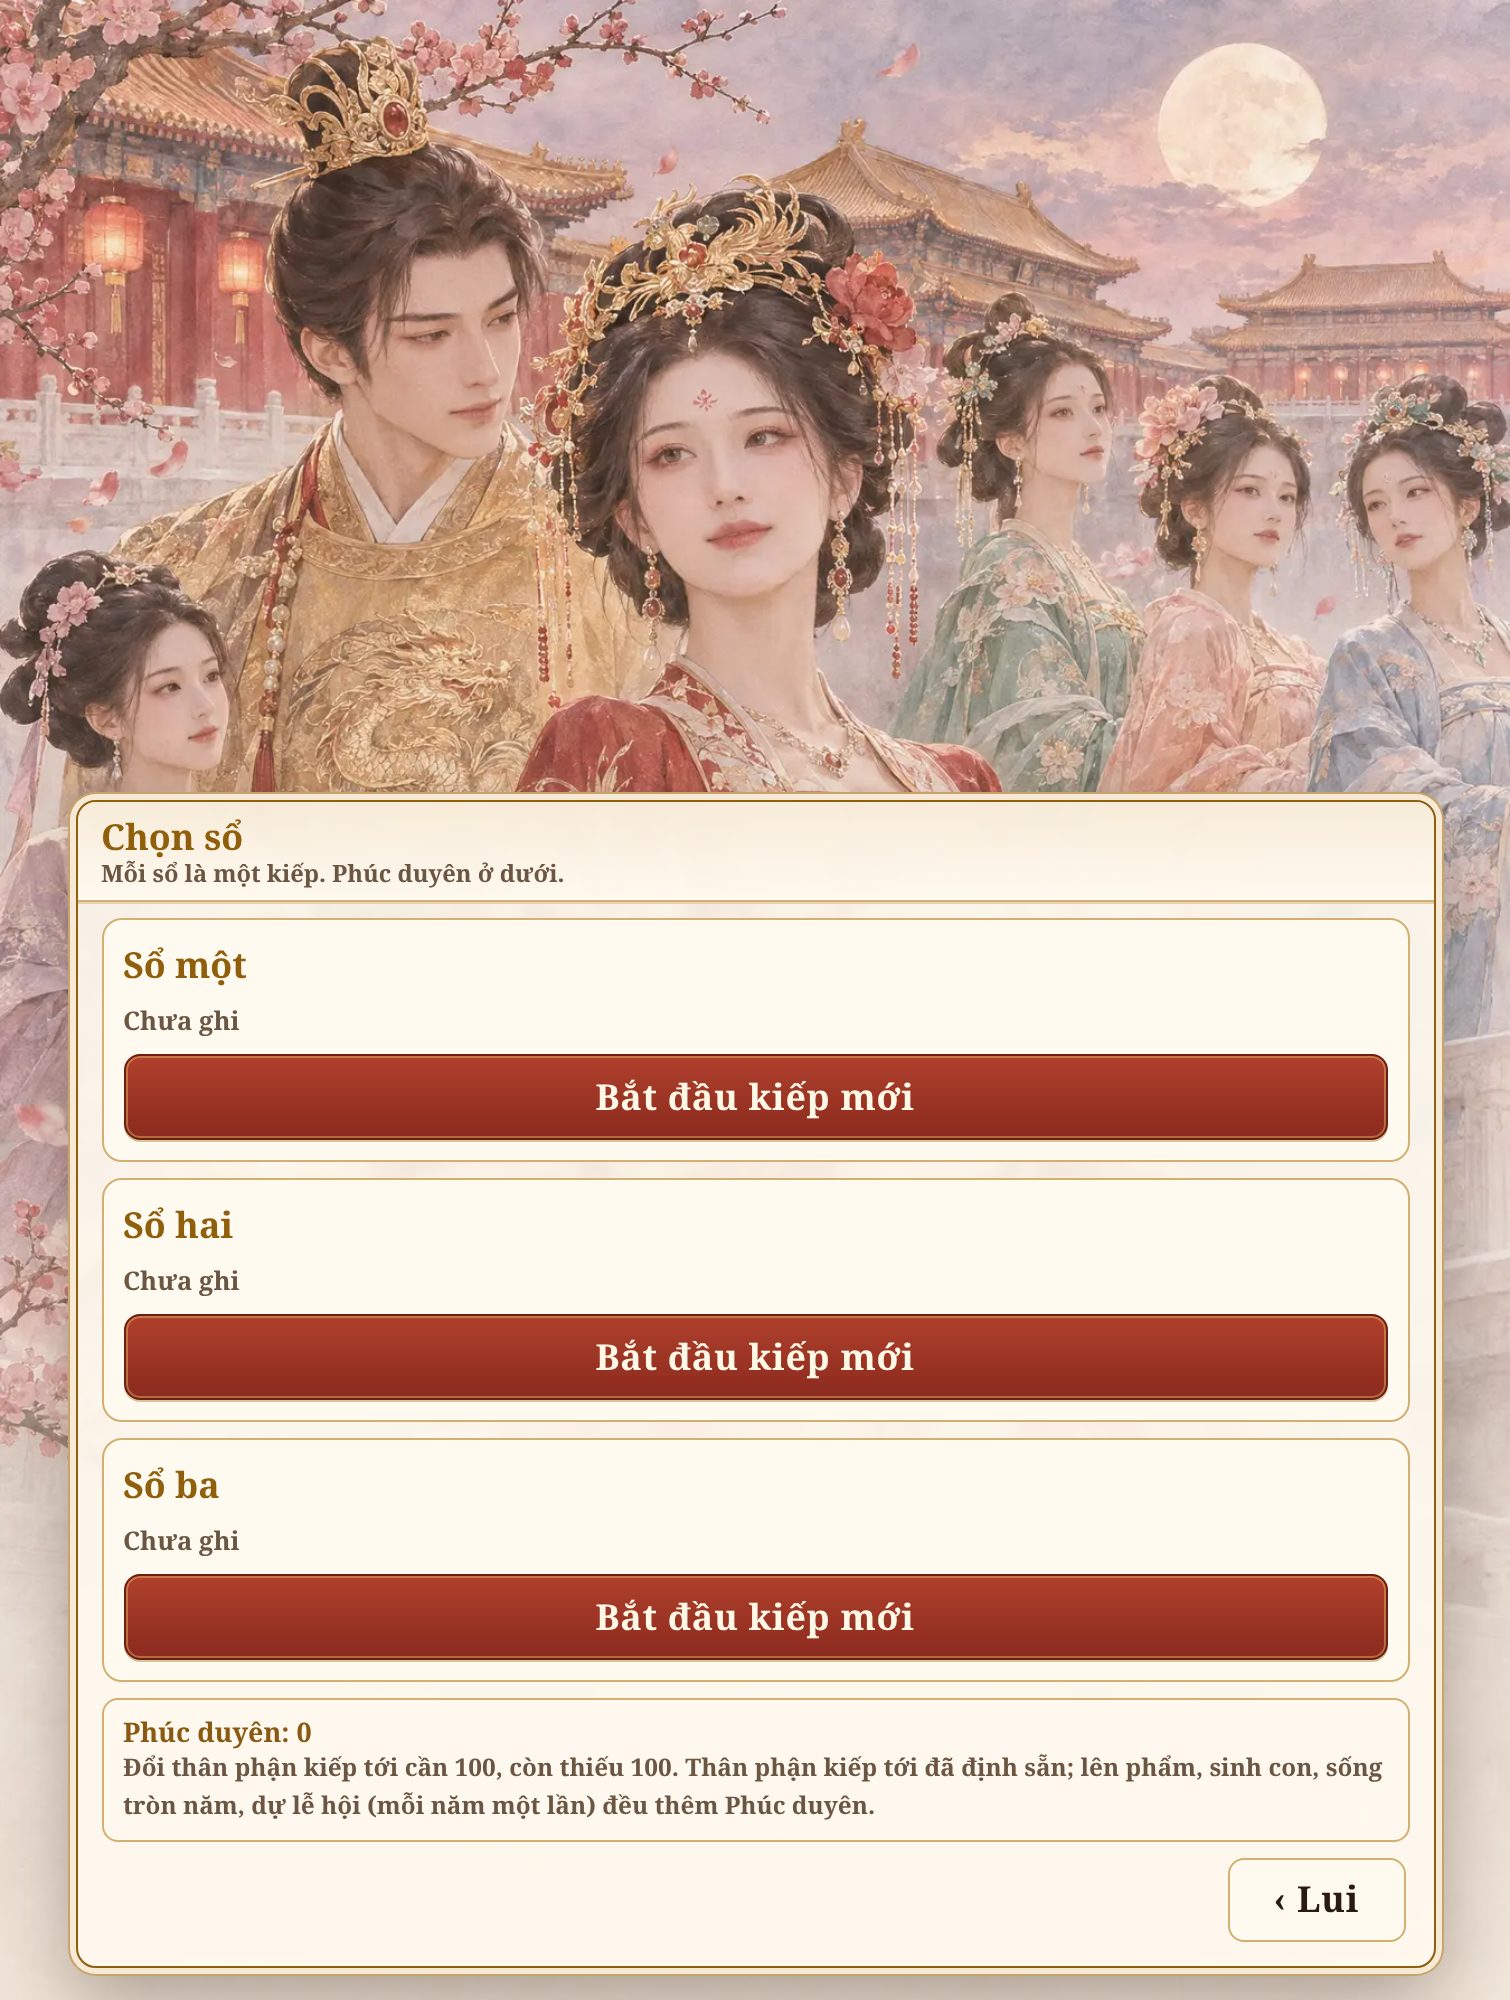 Chọn sổ
Mỗi sổ là một kiếp. Phúc duyên ở dưới.
Sổ một
Chưa ghi
Bắt đầu kiếp mới
Sổ hai
Chưa ghi
Bắt đầu kiếp mới
Sổ ba
Chưa ghi
Bắt đầu kiếp mới
Phúc duyên: 0
Đổi thân phận kiếp tới cần 100, còn thiếu 100. Thân phận kiếp tới đã định sẵn; lên phẩm, sinh con, sống
tròn năm, dự lễ hội (mỗi năm một lần) đều thêm Phúc duyên.
‹ Lui